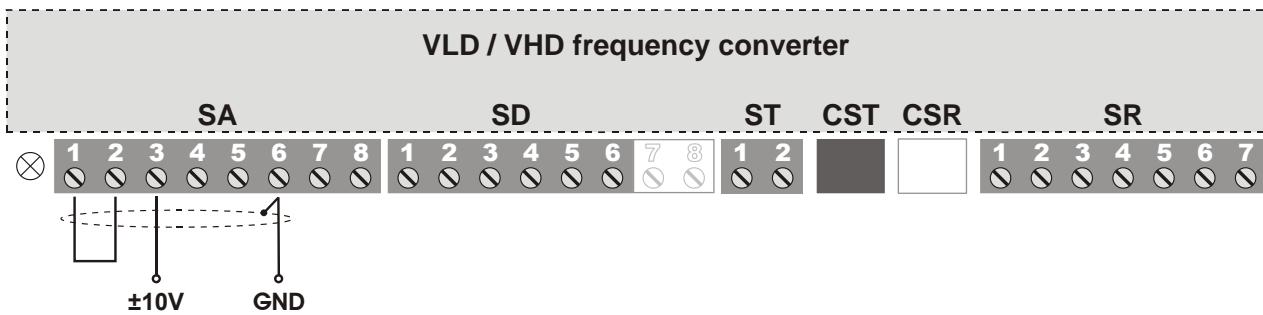 VLD / VHD frequency converter
SA SD ST CST CSR SR
1 2 3 4 5 6 7 8 1 2 3 4 5 6 7 8 1 2 1 2 3 4 5 6 7
±10V GND